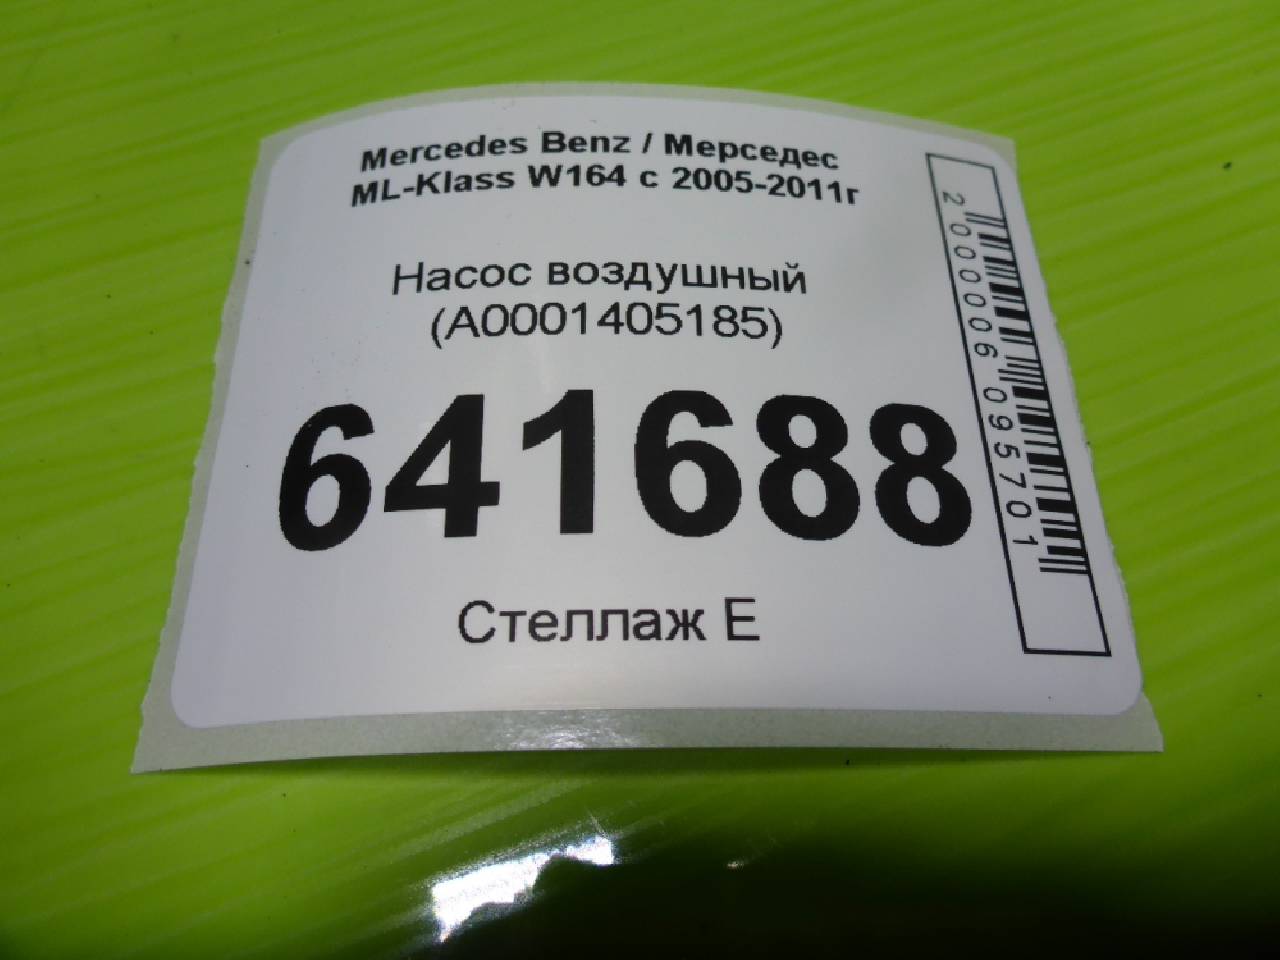 Mercedes Benz / Мерседес
ML-Klass W164 с 2005-2011г
Насос воздушный
(A0001405185)
641688
Стеллаж Е
2000006095701